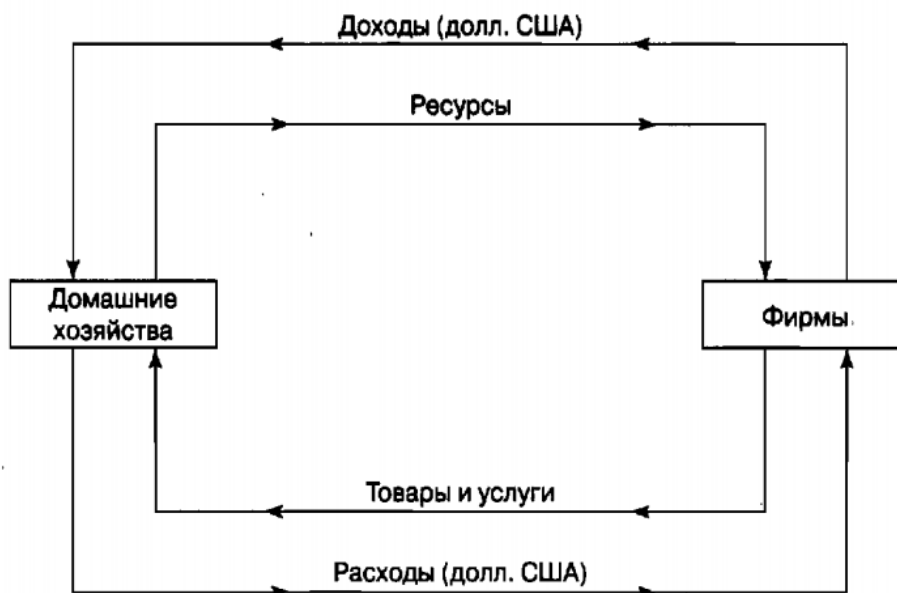 Доходы (долл. США)
Ресурсы
Домашние
хозяйства
Фирмы
Товары и услуги
Расходы (долл. США)